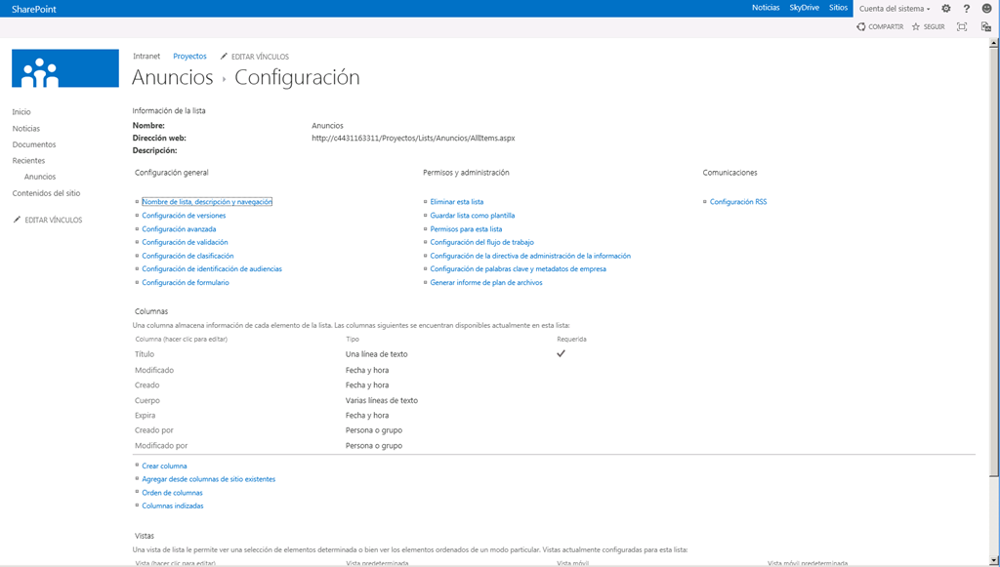 SharePoint
Noticias SkyDrive Sitios Cuenta del sistema ?
COMPARTIR SEGUIR
Intranet Proyectos EDITAR VÍNCULOS
Anuncios ▸ Configuración
Inicio
Noticias
Documentos
Recientes
Anuncios
Contenidos del sitio
EDITAR VÍNCULOS
Información de la lista
Nombre: Anuncios
Dirección web: http://c4431163311/Proyectos/Lists/Anuncios/AllItems.aspx
Descripción:
Configuración general Permisos y administración Comunicaciones
Nombre de lista, descripción y navegación Eliminar esta lista Configuración RSS
Configuración de versiones Guardar lista como plantilla
Configuración avanzada Permisos para esta lista
Configuración de validación Configuración del flujo de trabajo
Configuración de clasificación Configuración de la directiva de administración de la información
Configuración de identificación de audiencias Configuración de palabras clave y metadatos de empresa
Configuración de formulario Generar informe de plan de archivos
Columnas
Una columna almacena información de cada elemento de la lista. Las columnas siguientes se encuentran disponibles actualmente en esta lista:
Columna (hacer clic para editar) Tipo Requerida
Título Una línea de texto ✓
Modificado Fecha y hora
Creado Fecha y hora
Cuerpo Varias líneas de texto
Expira Fecha y hora
Creado por Persona o grupo
Modificado por Persona o grupo
Crear columna
Agregar desde columnas de sitio existentes
Orden de columnas
Columnas indizadas
Vistas
Una vista de lista le permite ver una selección de elementos determinada o bien ver los elementos ordenados de un modo particular. Vistas actualmente configuradas para esta lista:
Vista (hacer clic para editar) Vista predeterminada Vista móvil Vista móvil predeterminada